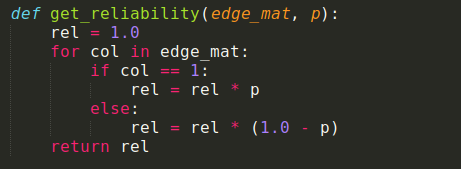 def get_reliability(edge_mat, p):
    rel = 1.0
    for col in edge_mat:
        if col == 1:
            rel = rel * p
        else:
            rel = rel * (1.0 - p)
    return rel